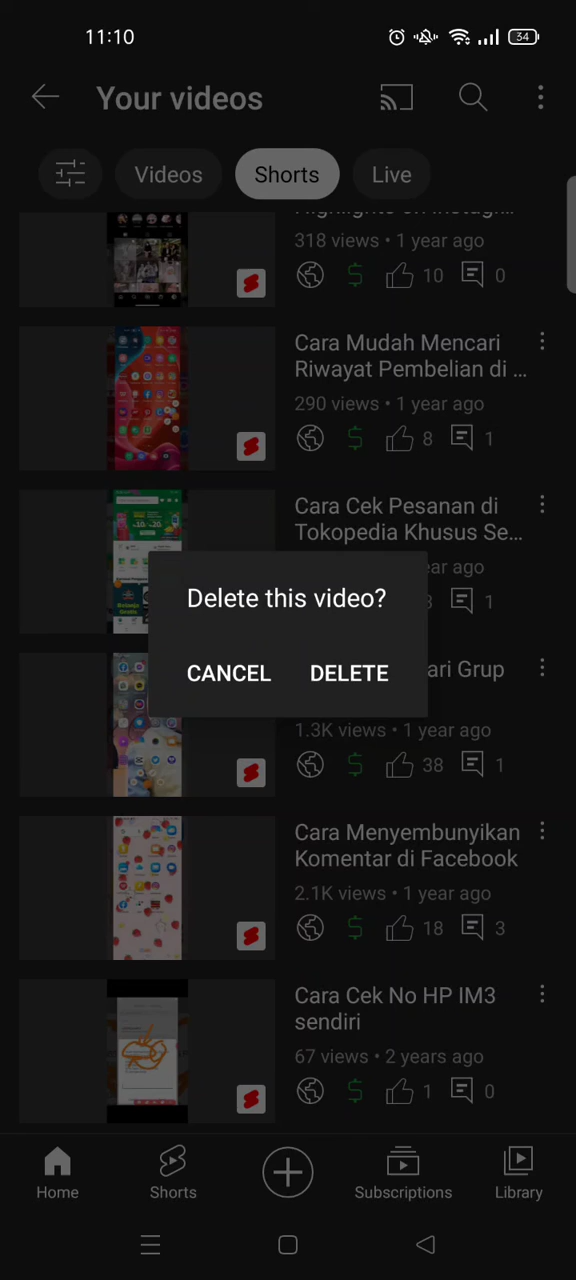 11:10
34
Your videos
Videos
Shorts
Live
318 views • 1 year ago
10
0
Cara Mudah Mencari
Riwayat Pembelian di ...
290 views • 1 year ago
8
1
Cara Cek Pesanan di
Tokopedia Khusus Se...
ear ago
1
Delete this video?
CANCEL
DELETE
ari Grup
1.3K views • 1 year ago
38
1
Cara Menyembunyikan
Komentar di Facebook
2.1K views • 1 year ago
18
3
Cara Cek No HP IM3
sendiri
67 views • 2 years ago
1
0
Home
Shorts
Subscriptions
Library